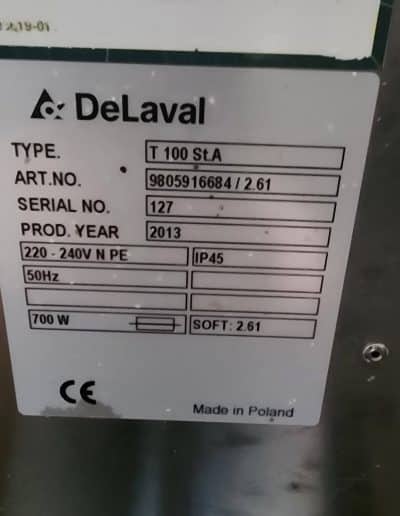 DeLaval
TYPE. T 100 St.A
ART.NO. 9805916684 / 2.61
SERIAL NO. 127
PROD. YEAR 2013
220 - 240V N PE IP45
50Hz
700 W SOFT: 2.61
CE
Made in Poland